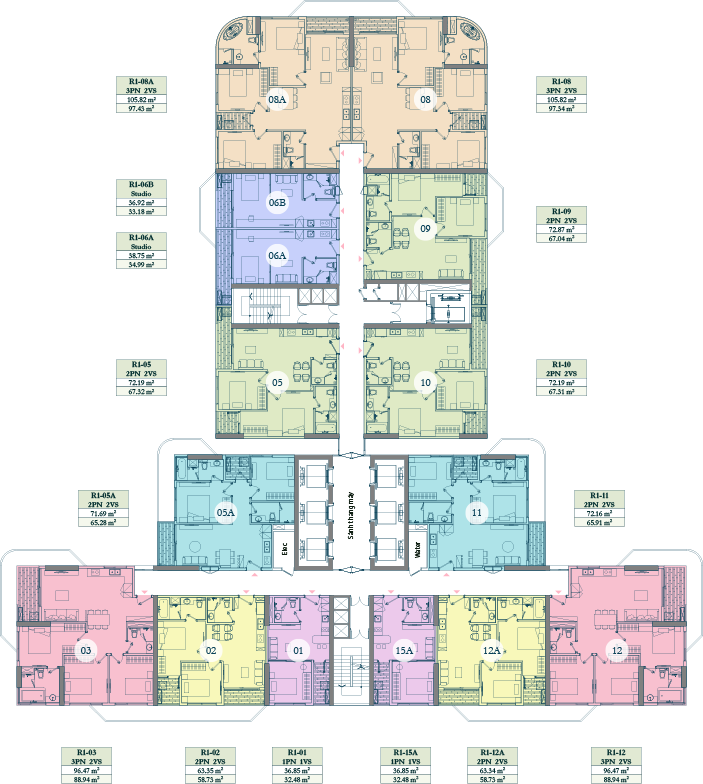 R1-08A
3PN 2VS
105.82 m²
97.43 m²
R1-08
3PN 2VS
105.82 m²
97.34 m²
08A
08
R1-06B
Studio
36.92 m²
33.18 m²
R1-06A
Studio
38.75 m²
34.99 m²
06B
06A
09
R1-09
2PN 2VS
72.87 m²
67.04 m²
R1-05
2PN 2VS
72.19 m²
67.32 m²
05
10
R1-10
2PN 2VS
72.19 m²
67.31 m²
R1-05A
2PN 2VS
71.69 m²
65.28 m²
05A
Elec
Sảnh thang máy
Water
11
R1-11
2PN 2VS
72.16 m²
65.91 m²
03
02
01
15A
12A
12
R1-03
3PN 2VS
96.47 m²
88.94 m²
R1-02
2PN 2VS
63.35 m²
58.73 m²
R1-01
1PN 1VS
36.85 m²
32.48 m²
R1-15A
1PN 1VS
36.85 m²
32.48 m²
R1-12A
2PN 2VS
63.34 m²
58.73 m²
R1-12
3PN 2VS
96.47 m²
88.94 m²